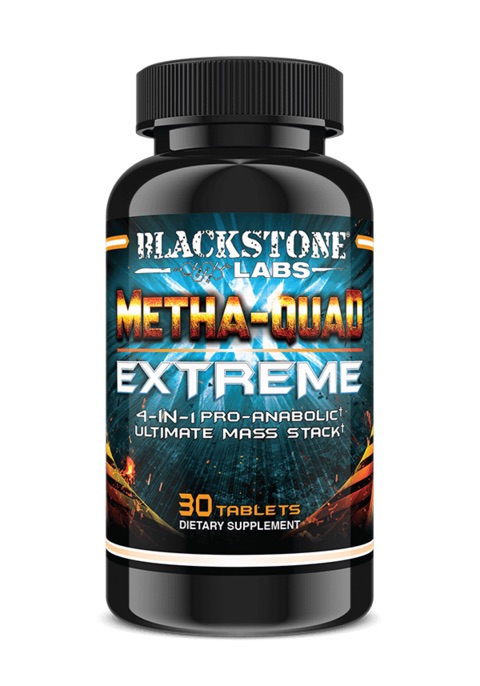 BLACKSTONE®
LABS
METHA-QUAD
EXTREME
4-IN-1 PRO-ANABOLIC†
ULTIMATE MASS STACK†
30 TABLETS
DIETARY SUPPLEMENT